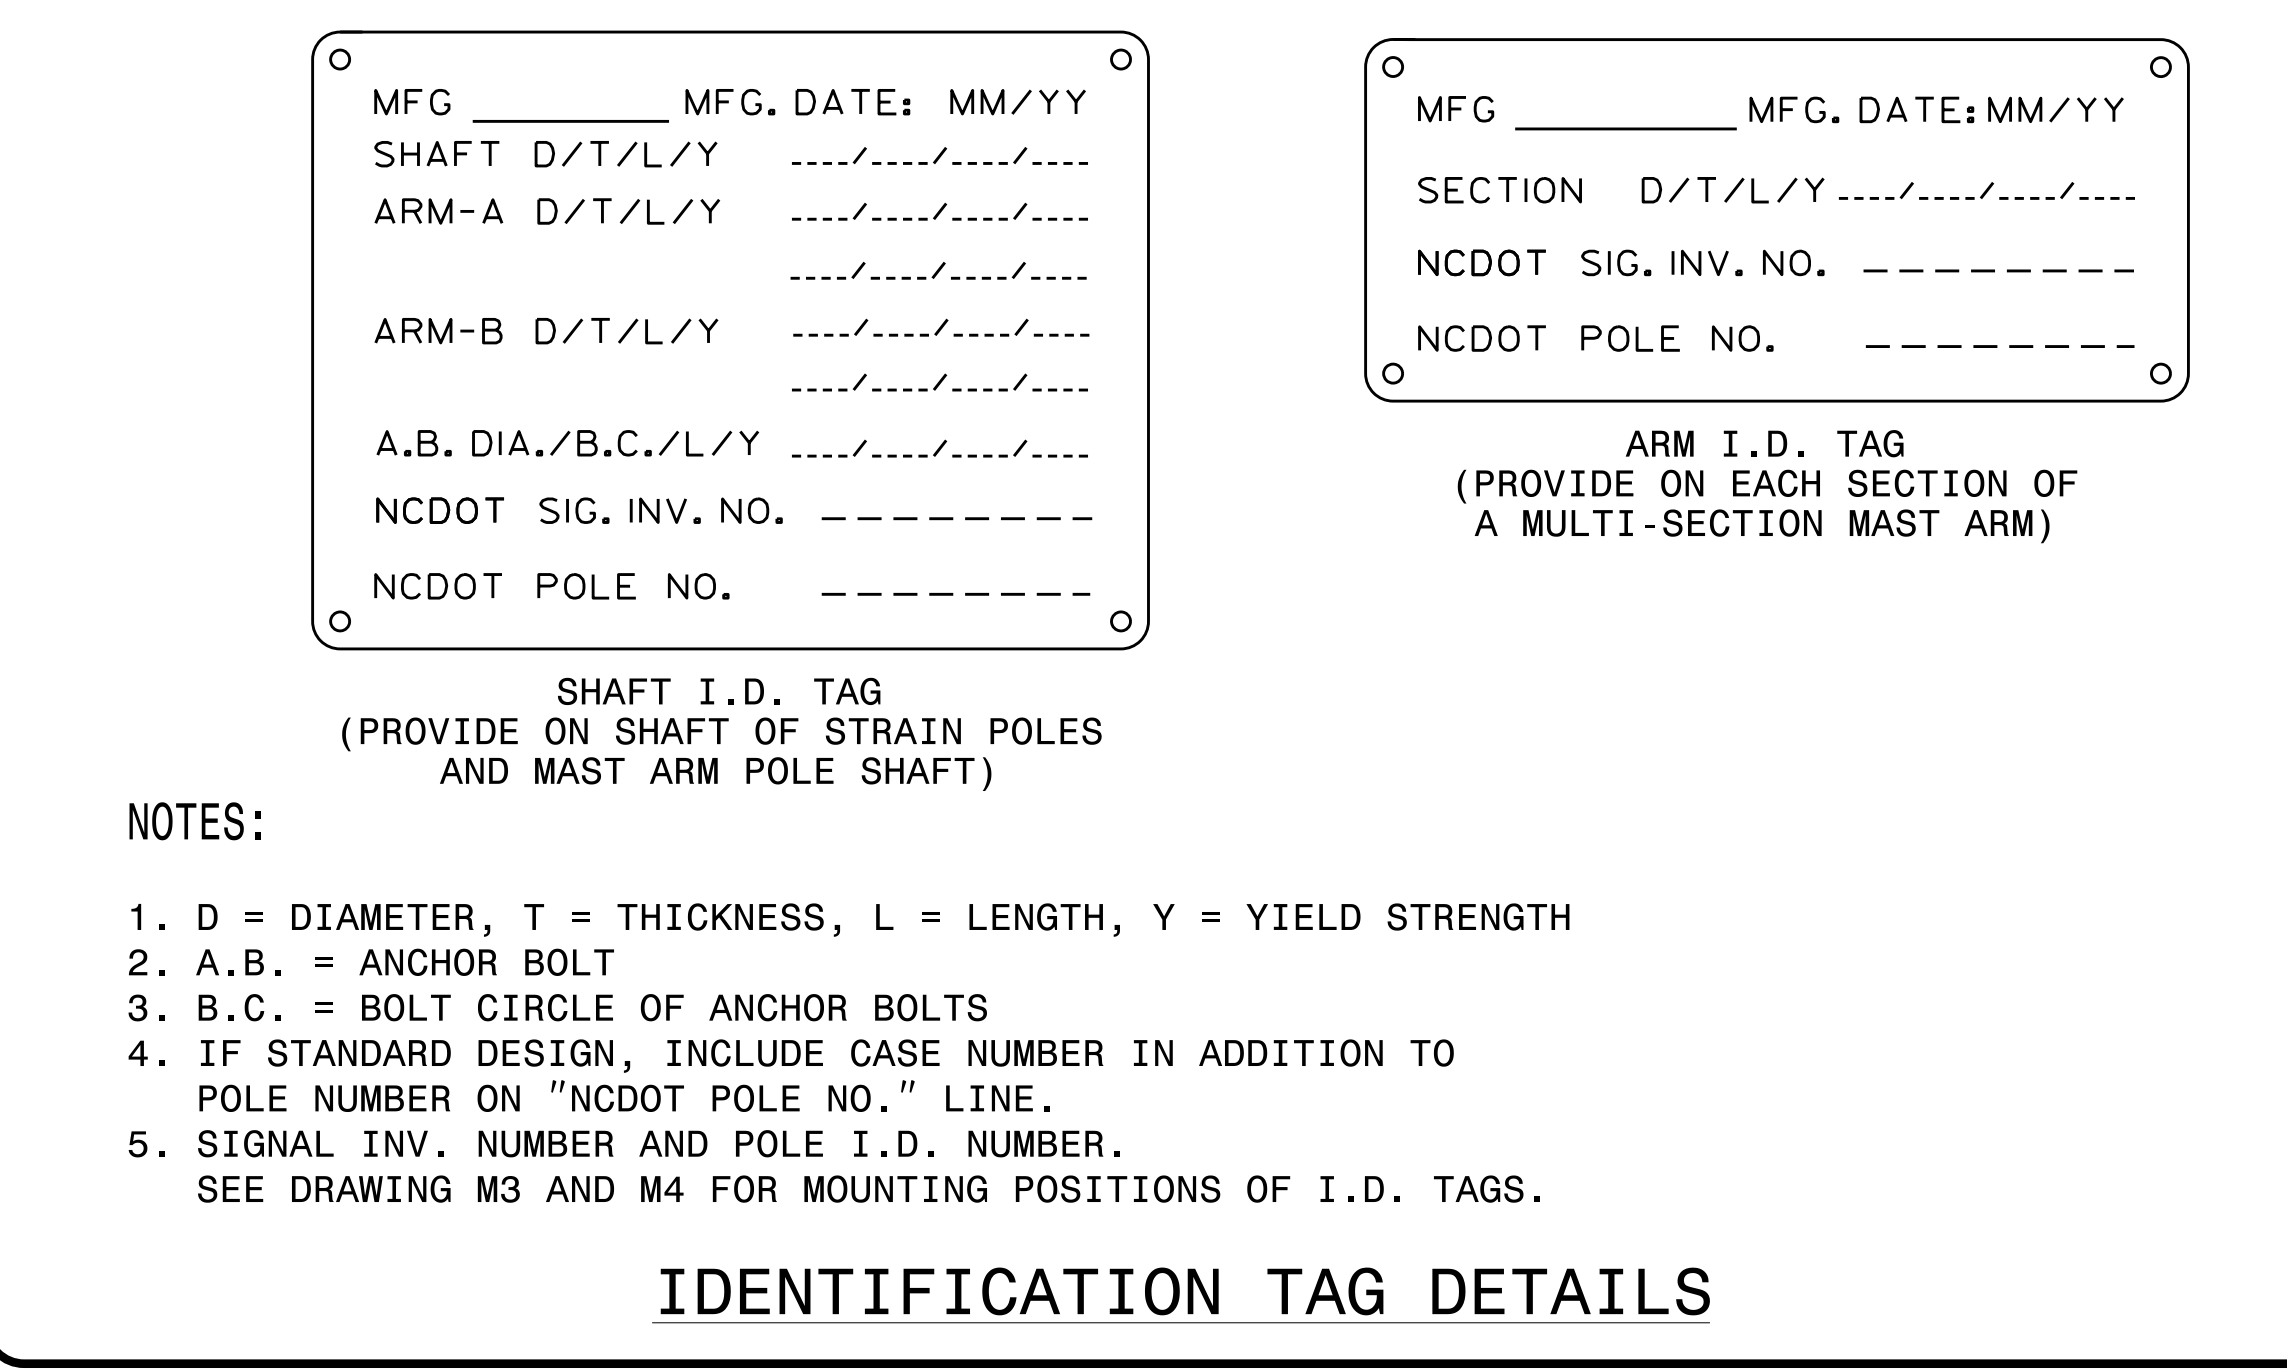 MFG ________ MFG. DATE: MM/YY
SHAFT D/T/L/Y ----/----/----/----
ARM-A D/T/L/Y ----/----/----/----
----/----/----/----
ARM-B D/T/L/Y ----/----/----/----
----/----/----/----
A.B. DIA./B.C./L/Y ----/----/----/----
NCDOT SIG. INV. NO. _ _ _ _ _ _ _ _
NCDOT POLE NO. _ _ _ _ _ _ _ _
SHAFT I.D. TAG
(PROVIDE ON SHAFT OF STRAIN POLES
AND MAST ARM POLE SHAFT)
MFG ________ MFG. DATE: MM/YY
SECTION D/T/L/Y ----/----/----/----
NCDOT SIG. INV. NO. _ _ _ _ _ _ _ _
NCDOT POLE NO. _ _ _ _ _ _ _ _
ARM I.D. TAG
(PROVIDE ON EACH SECTION OF
A MULTI-SECTION MAST ARM)
NOTES:
1. D = DIAMETER, T = THICKNESS, L = LENGTH, Y = YIELD STRENGTH
2. A.B. = ANCHOR BOLT
3. B.C. = BOLT CIRCLE OF ANCHOR BOLTS
4. IF STANDARD DESIGN, INCLUDE CASE NUMBER IN ADDITION TO
POLE NUMBER ON "NCDOT POLE NO." LINE.
5. SIGNAL INV. NUMBER AND POLE I.D. NUMBER.
SEE DRAWING M3 AND M4 FOR MOUNTING POSITIONS OF I.D. TAGS.
IDENTIFICATION TAG DETAILS